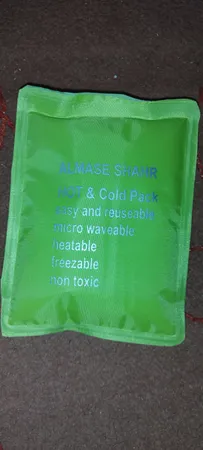 ALMASE SHAHR
HOT & Cold Pack
easy and reuseable
micro waveable
heatable
freezable
non toxic